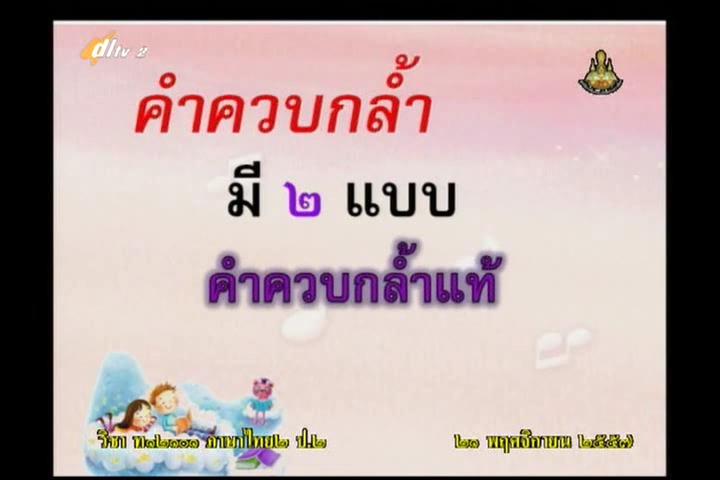 dltv 2
คำควบกล้ำ
มี ๒ แบบ
คำควบกล้ำแท้
วิชา ท๑๒๑๐๑ ภาษาไทย๒ ป.๒
๒๑ พฤศจิกายน ๒๕๕๗